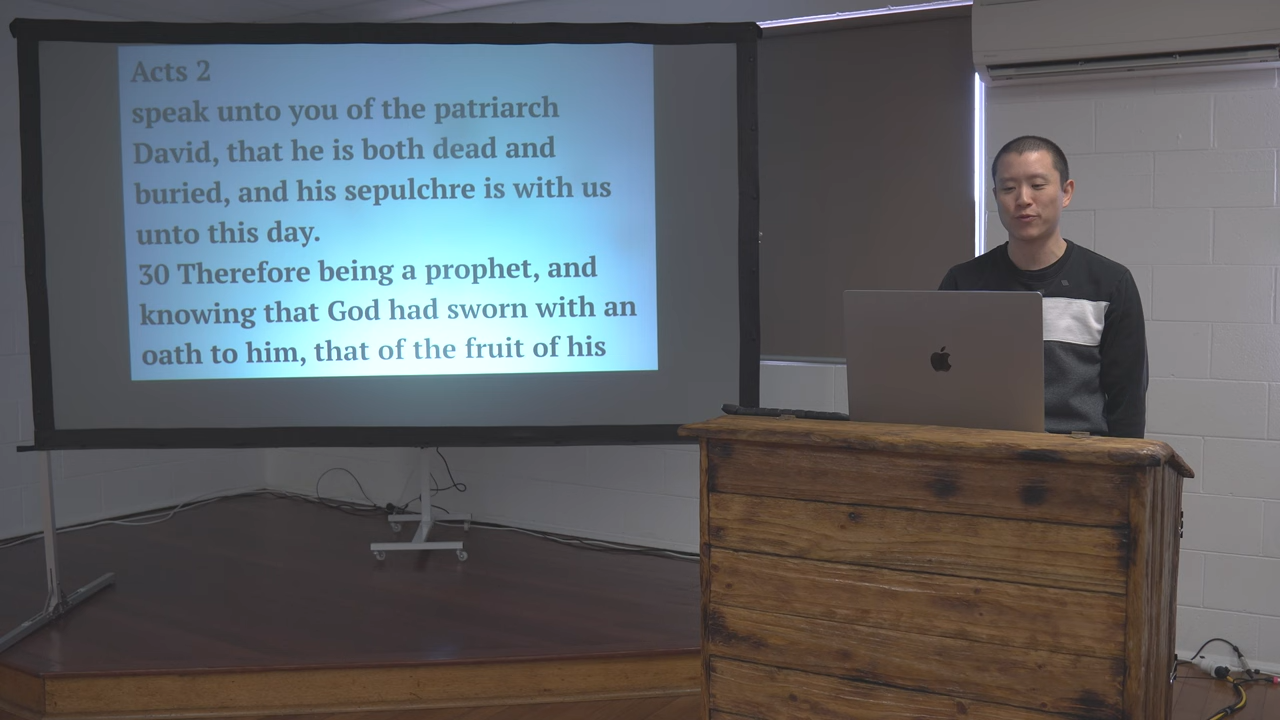 Acts 2
speak unto you of the patriarch
David, that he is both dead and
buried, and his sepulchre is with us
unto this day.
30 Therefore being a prophet, and
knowing that God had sworn with an
oath to him, that of the fruit of his